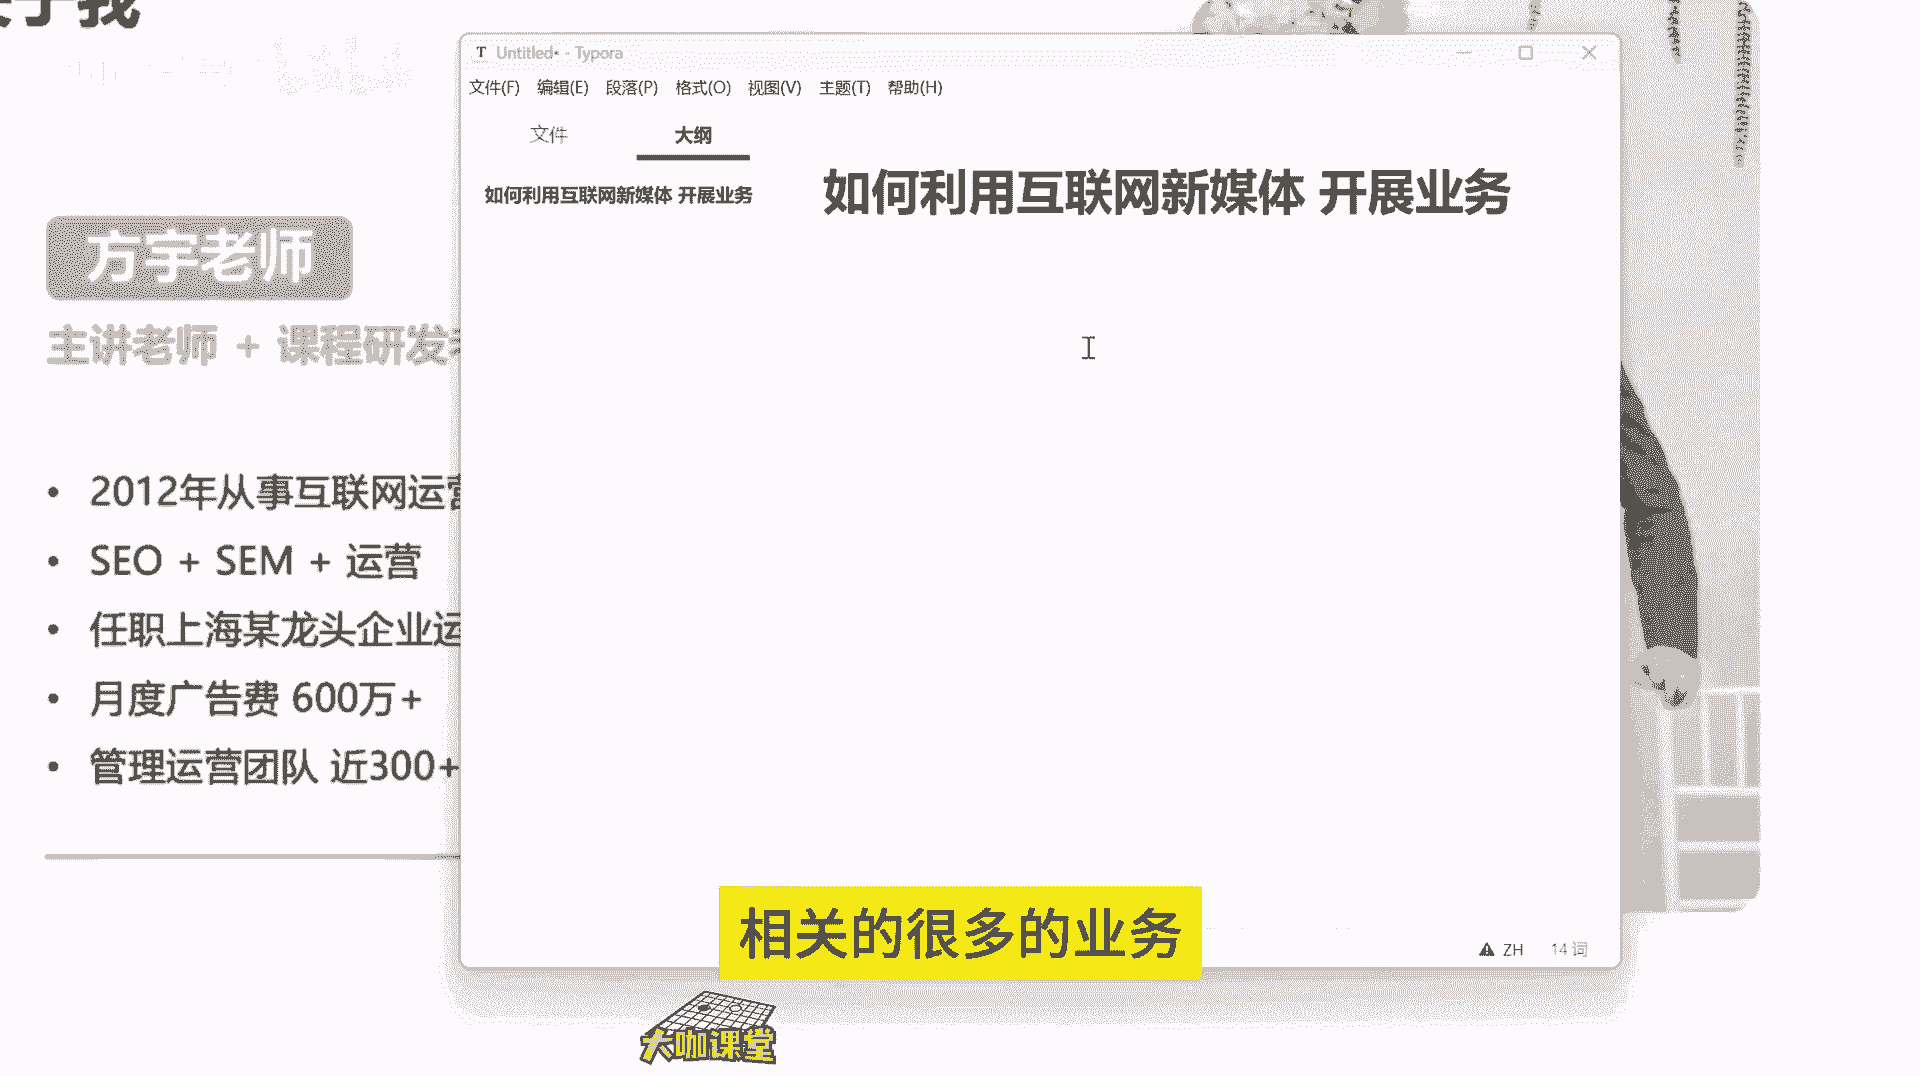 于我
T Untitled• - Typora
文件(F) 编辑(E) 段落(P) 格式(O) 视图(V) 主题(T) 帮助(H)
文件 大纲
如何利用互联网新媒体 开展业务
如何利用互联网新媒体 开展业务
方宇老师
主讲老师 + 课程研发
• 2012年从事互联网运营
• SEO + SEM + 运营
• 任职上海某龙头企业运
• 月度广告费 600万+
• 管理运营团队 近300+
相关的很多的业务
ZH 14 词
大咖课堂